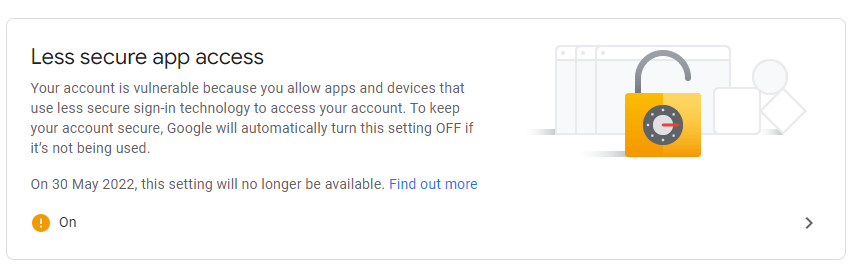 Less secure app access
Your account is vulnerable because you allow apps and devices that
use less secure sign-in technology to access your account. To keep
your account secure, Google will automatically turn this setting OFF if
it's not being used.
On 30 May 2022, this setting will no longer be available. Find out more
On